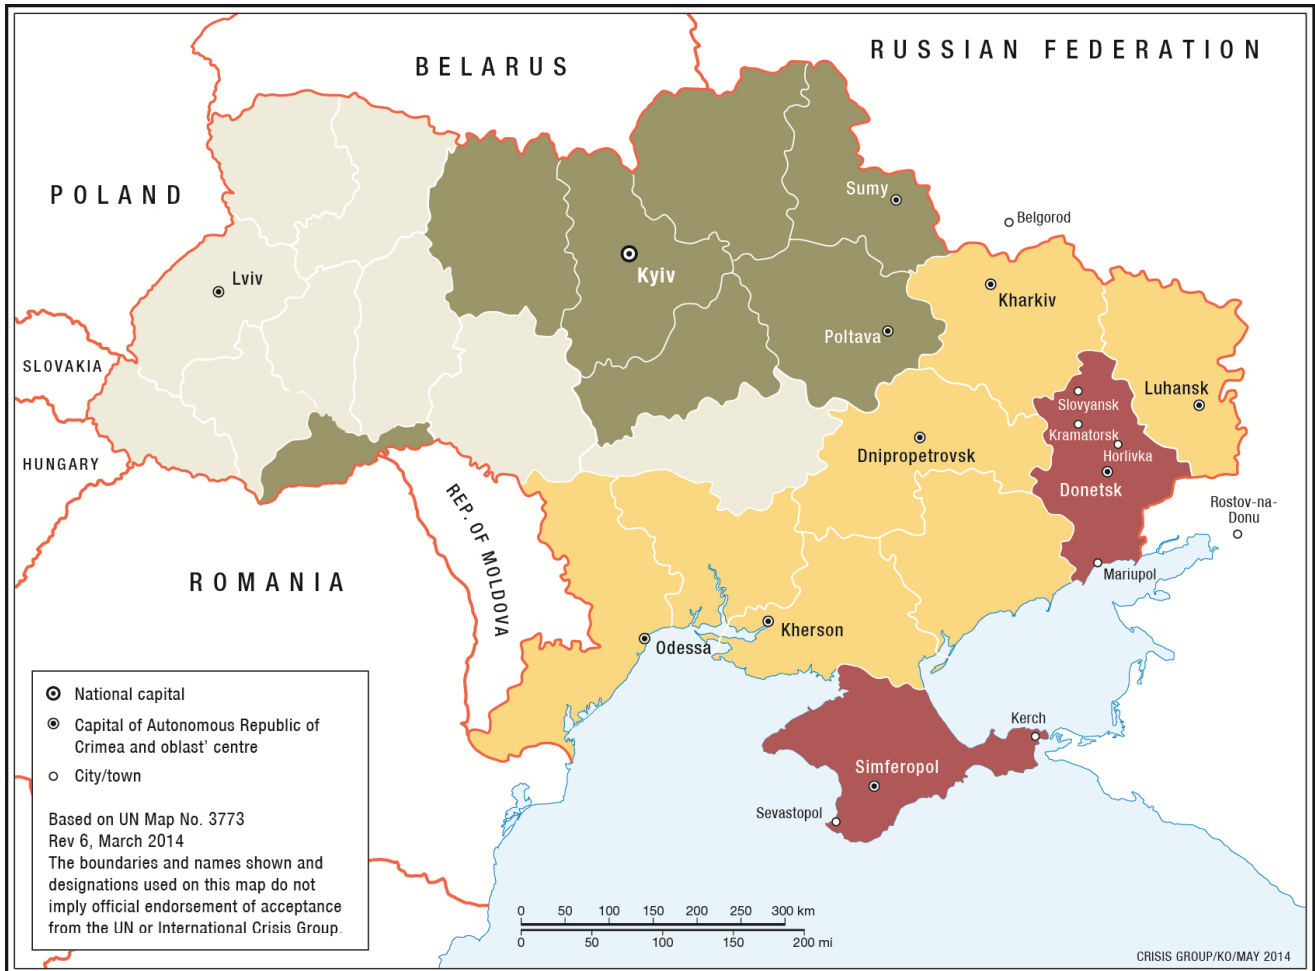 BELARUS
RUSSIAN FEDERATION
POLAND
Sumy
Belgorod
Kyiv
Lviv
Kharkiv
Poltava
SLOVAKIA
Luhansk
Slovyansk
Kramatorsk
Dnipropetrovsk
Horlivka
HUNGARY
Donetsk
REP. OF MOLDOVA
Rostov-na-
Donu
ROMANIA
Mariupol
Kherson
Odessa
Kerch
Simferopol
Sevastopol
National capital
Capital of Autonomous Republic of
Crimea and oblast' centre
City/town
Based on UN Map No. 3773
Rev 6, March 2014
The boundaries and names shown and
designations used on this map do not
imply official endorsement of acceptance
from the UN or International Crisis Group.
0 50 100 150 200 250 300 km
0 50 100 150 200 mi
CRISIS GROUP/KO/MAY 2014